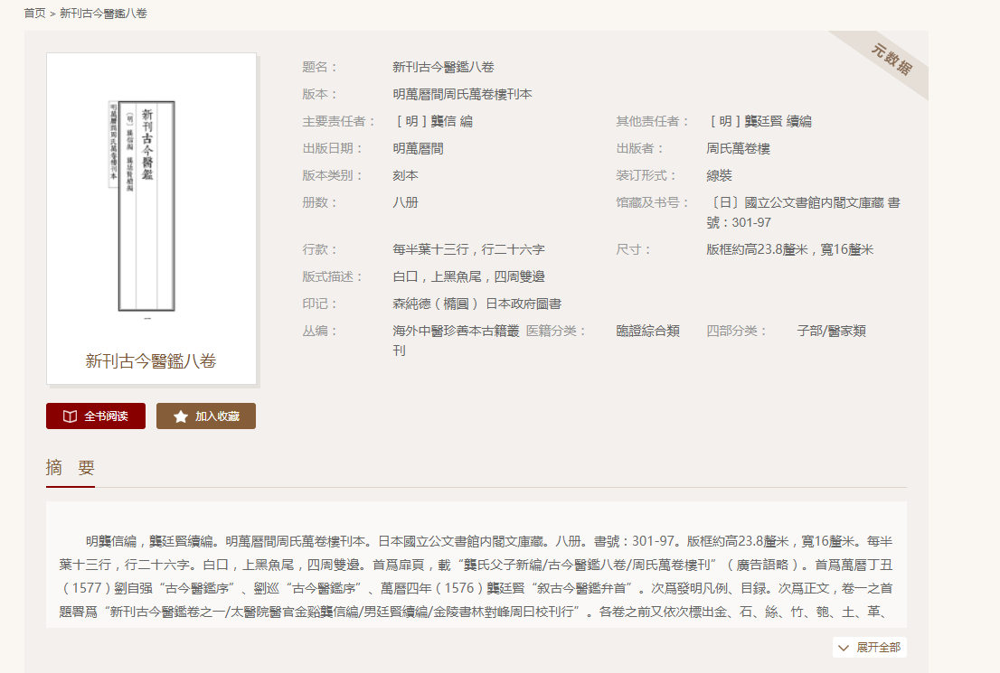 首页 > 新刊古今醫鑑八卷
元数据
题名： 新刊古今醫鑑八卷
版本： 明萬曆間周氏萬卷樓刊本
主要责任者： [ 明 ] 龔信 編 其他责任者： [ 明 ] 龔廷賢 續編
出版日期： 明萬曆間 出版者： 周氏萬卷樓
版本类别： 刻本 装订形式： 線裝
册数： 八册 馆藏及书号： 〔日〕國立公文書館内閣文庫藏 書
號：301-97
行款： 每半葉十三行，行二十六字 尺寸： 版框約高23.8釐米，寬16釐米
版式描述： 白口，上黑魚尾，四周雙邊
印记： 森純德（橢圓） 日本政府圖書
丛编： 海外中醫珍善本古籍叢 医籍分类： 臨證綜合類 四部分类： 子部/醫家類
刊
新刊古今醫鑑
〔明〕龔信編 龔廷賢續編
明萬曆間周氏萬卷樓刊本
一
新刊古今醫鑑八卷
全书阅读 加入收藏
摘 要
明龔信編，龔廷賢續編。明萬曆間周氏萬卷樓刊本。日本國立公文書館内閣文庫藏。八册。書號：301-97。版框約高23.8釐米，寬16釐米。每半
葉十三行，行二十六字。白口，上黑魚尾，四周雙邊。首爲扉頁，載“龔氏父子新編/古今醫鑑八卷/周氏萬卷樓刊”（廣告語略）。首爲萬曆丁丑
（1577）劉自强“古今醫鑑序”、劉巡“古今醫鑑序”、萬曆四年（1576）龔廷賢“叙古今醫鑑弁首”。次爲發明凡例、目録。次爲正文，卷一之首
題署爲“新刊古今醫鑑卷之一/太醫院醫官金谿龔信編/男廷賢續編/金陵書林對峰周曰校刊行”。各卷之前又依次標出金、石、絲、竹、匏、土、革、
展开全部